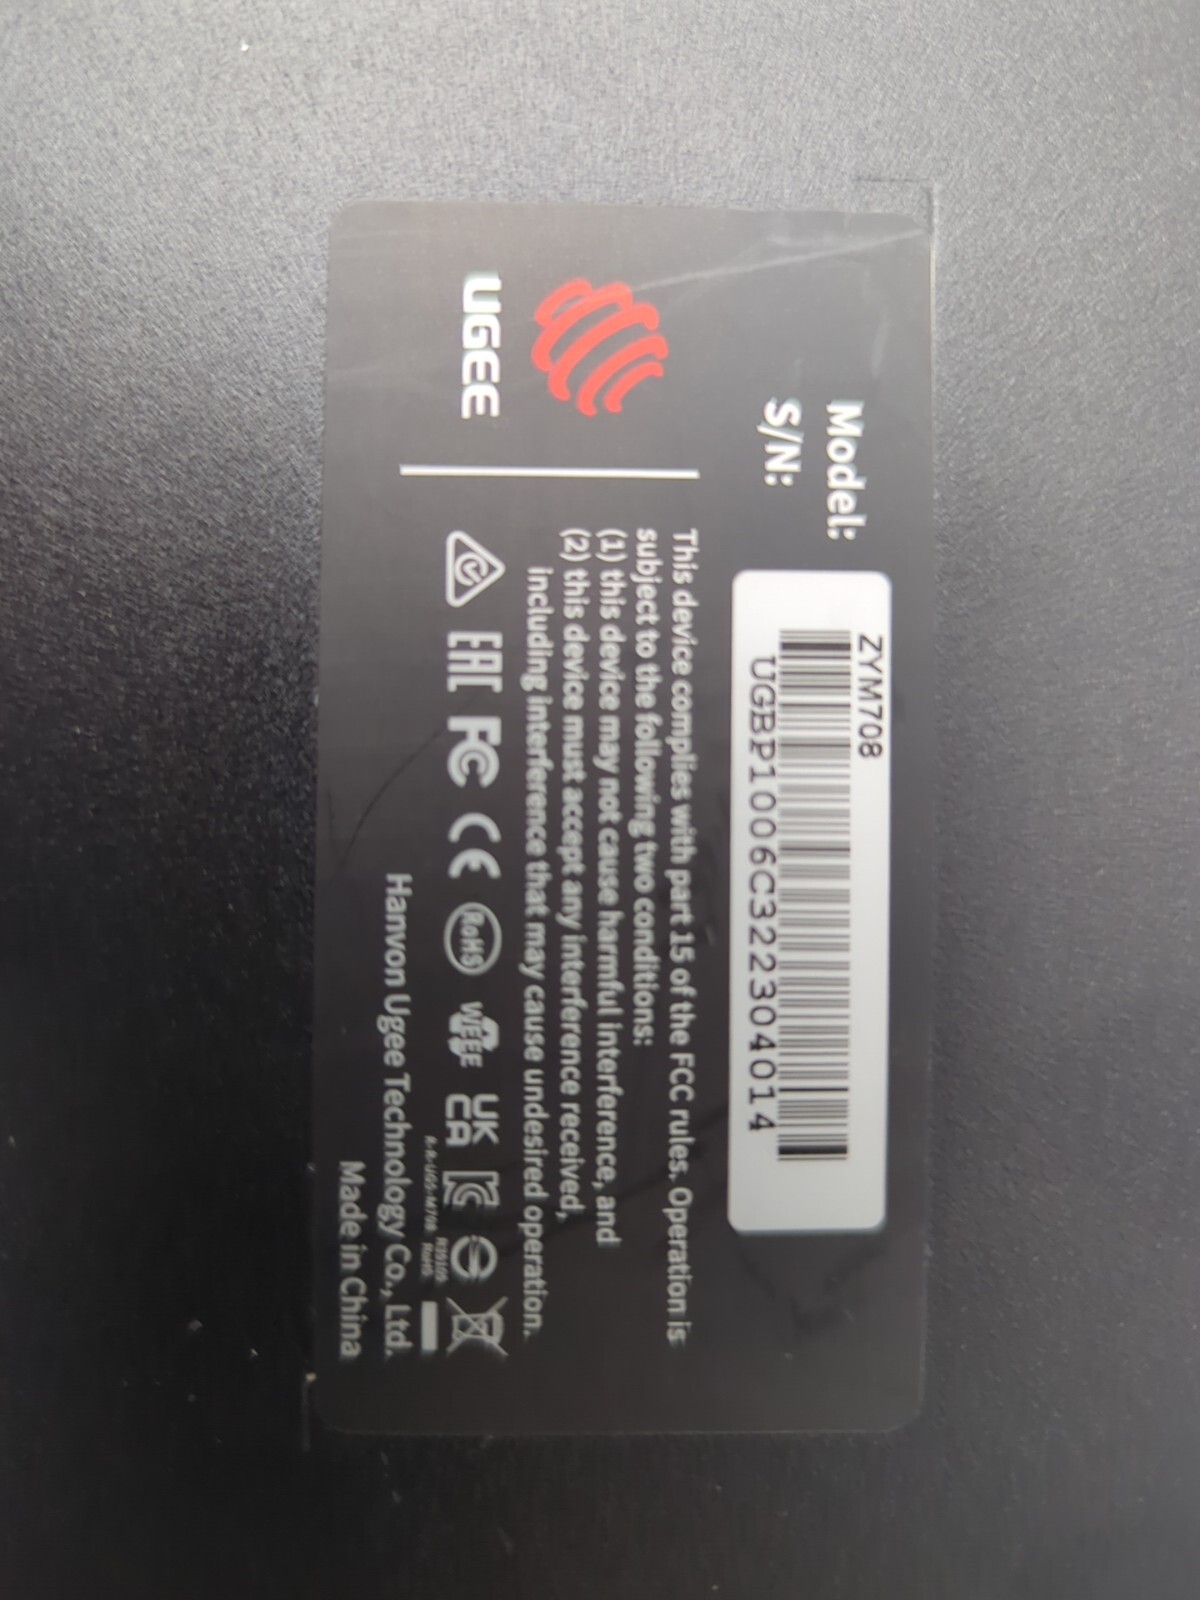 Model: ZYM708
S/N: UGBP1006C322304014
UGEE
This device complies with part 15 of the FCC rules. Operation is
subject to the following two conditions:
(1) this device may not cause harmful interference, and
(2) this device must accept any interference received,
including interference that may cause undesired operation.
EAC FC CE RoHS WEEE UK CA
Hanvon Ugee Technology Co., Ltd.
Made in China